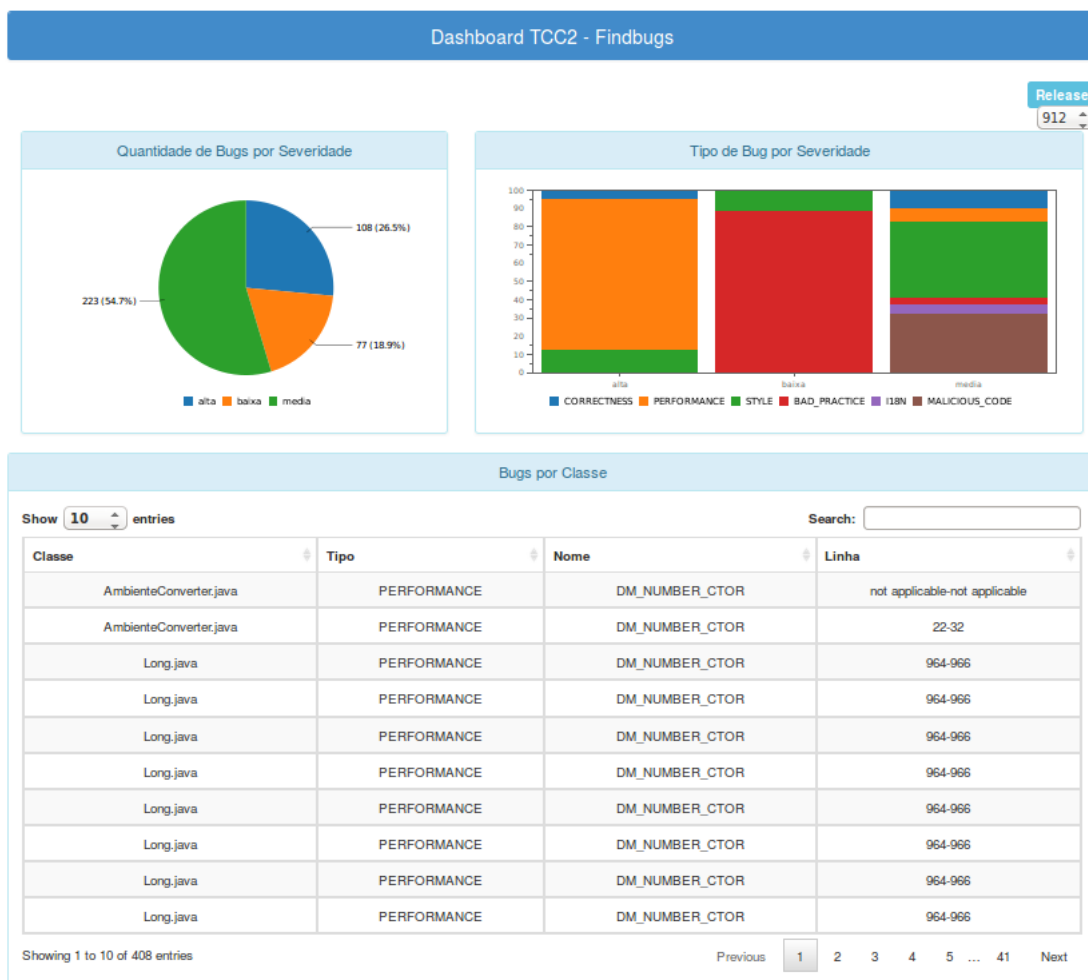 Dashboard TCC2 - Findbugs
Release
912
Quantidade de Bugs por Severidade
108 (26.5%)
223 (54.7%)
77 (18.9%)
alta baixa media
Tipo de Bug por Severidade
100
90
80
70
60
50
40
30
20
10
0
alta baixa media
CORRECTNESS PERFORMANCE STYLE BAD_PRACTICE I18N MALICIOUS_CODE
Bugs por Classe
Show 10 entries Search:
Classe Tipo Nome Linha
AmbienteConverter.java PERFORMANCE DM_NUMBER_CTOR not applicable-not applicable
AmbienteConverter.java PERFORMANCE DM_NUMBER_CTOR 22-32
Long.java PERFORMANCE DM_NUMBER_CTOR 964-966
Long.java PERFORMANCE DM_NUMBER_CTOR 964-966
Long.java PERFORMANCE DM_NUMBER_CTOR 964-966
Long.java PERFORMANCE DM_NUMBER_CTOR 964-966
Long.java PERFORMANCE DM_NUMBER_CTOR 964-966
Long.java PERFORMANCE DM_NUMBER_CTOR 964-966
Long.java PERFORMANCE DM_NUMBER_CTOR 964-966
Long.java PERFORMANCE DM_NUMBER_CTOR 964-966
Showing 1 to 10 of 408 entries Previous 1 2 3 4 5 ... 41 Next